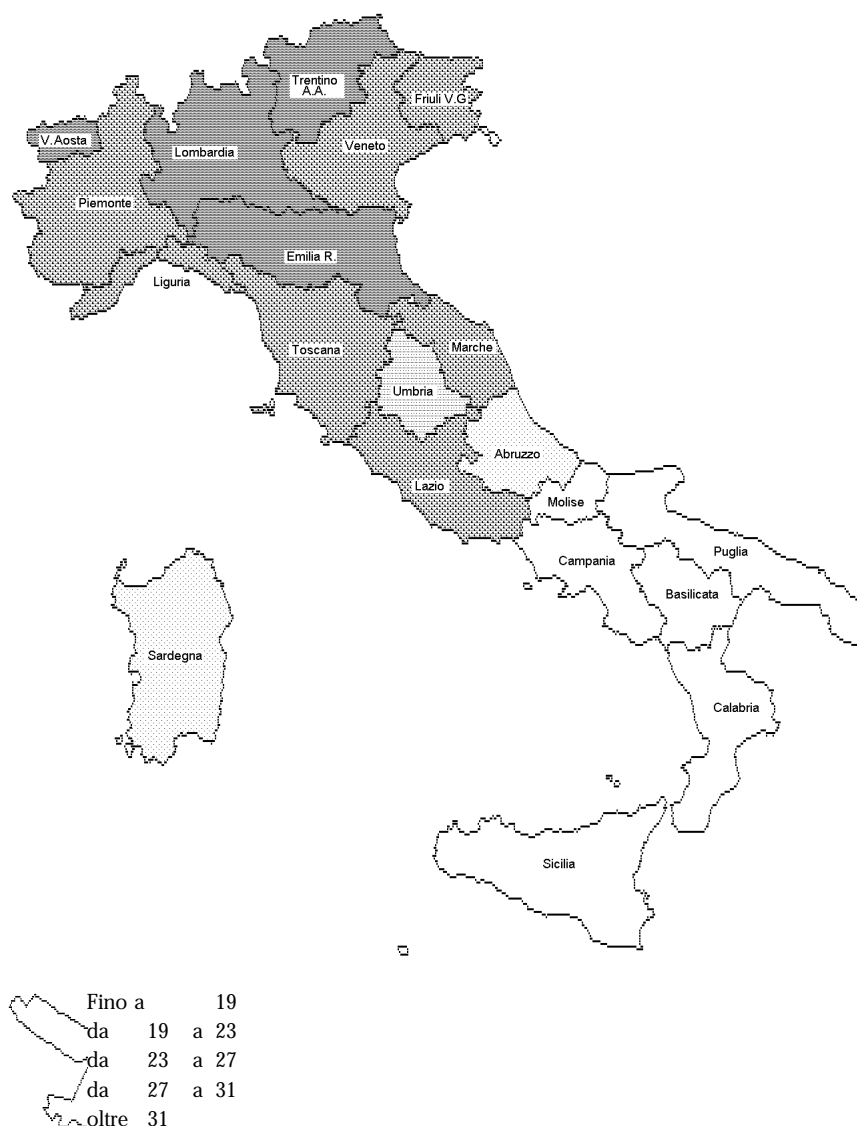 Trentino
A.A.
Friuli V.G
V.Aosta
Lombardia
Veneto
Piemonte
Emilia R.
Liguria
Toscana
Marche
Umbria
Abruzzo
Lazio
Molise
Campania
Puglia
Basilicata
Sardegna
Calabria
Sicilia
Fino a 19
da 19 a 23
da 23 a 27
da 27 a 31
oltre 31